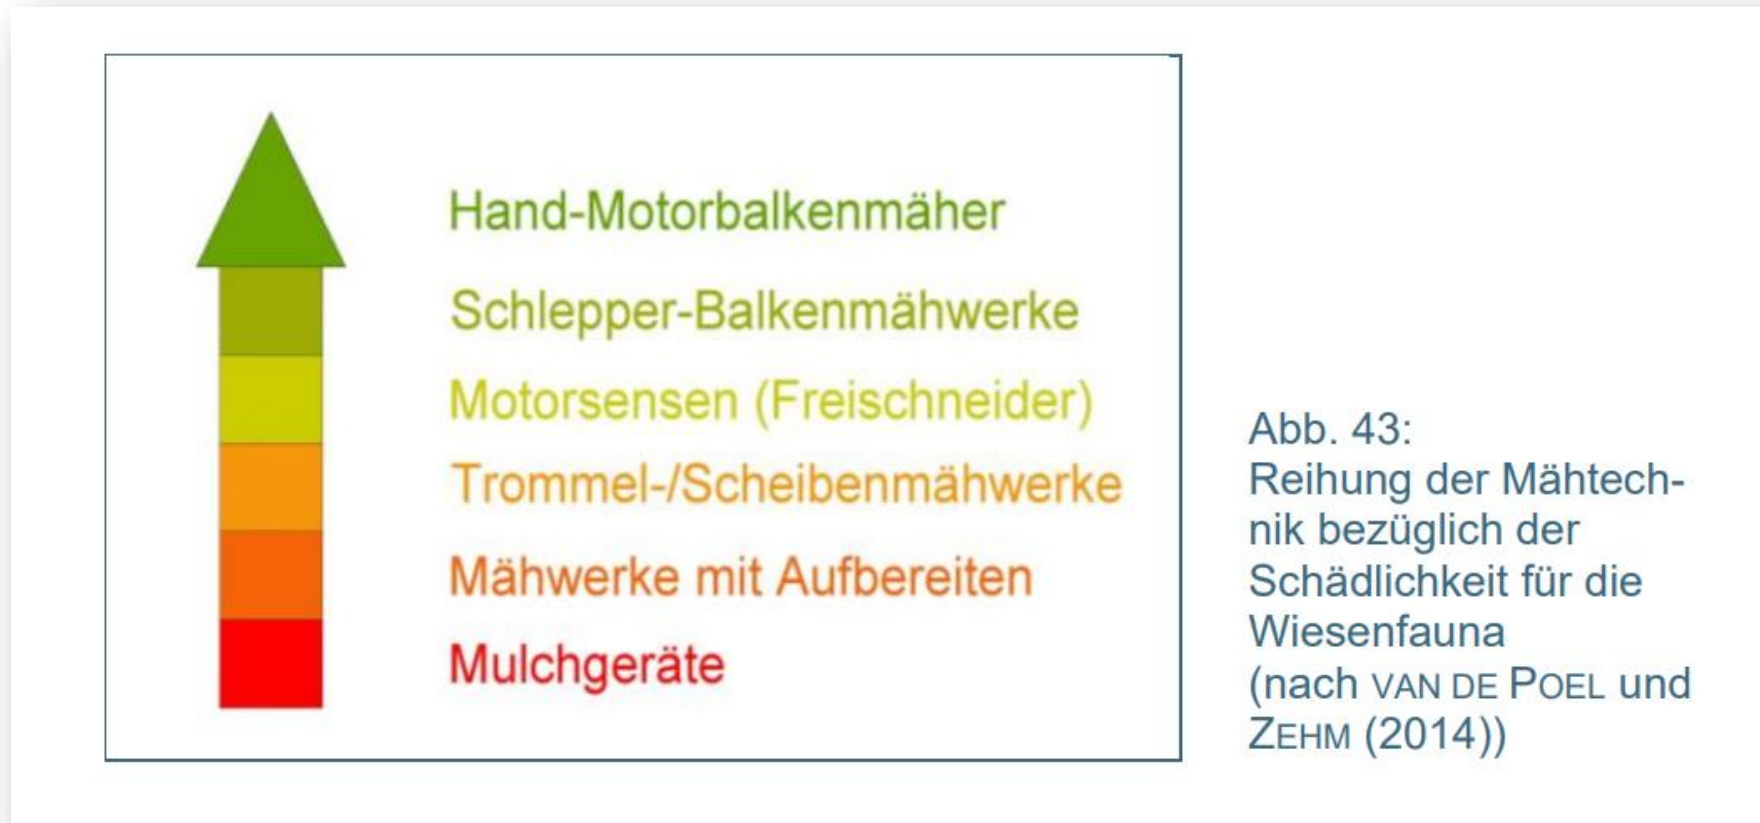 Hand-Motorbalkenmäher
Schlepper-Balkenmähwerke
Motorsensen (Freischneider)
Trommel-/Scheibenmähwerke
Mähwerke mit Aufbereiten
Mulchgeräte
Abb. 43:
Reihung der Mähtech-
nik bezüglich der
Schädlichkeit für die
Wiesenfauna
(nach VAN DE POEL und
ZEHM (2014))